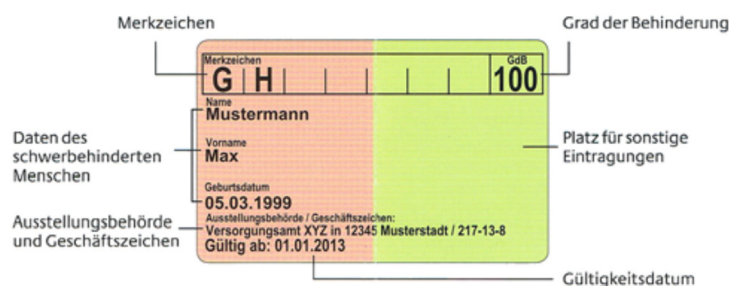 Merkzeichen
Grad der Behinderung
Merkzeichen
GdB
G H
100
Name
Mustermann
Vorname
Max
Geburtsdatum
05.03.1999
Ausstellungsbehörde / Geschäftszeichen:
Versorgungsamt XYZ in 12345 Musterstadt / 217-13-8
Gültig ab: 01.01.2013
Daten des
schwerbehinderten
Menschen
Platz für sonstige
Eintragungen
Ausstellungsbehörde
und Geschäftszeichen
Gültigkeitsdatum